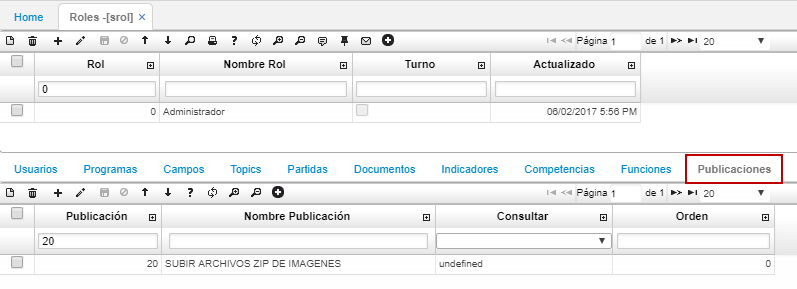 Home Roles -[srol] ×
Página 1 de 1 20
Rol Nombre Rol Turno Actualizado
0
0 Administrador 06/02/2017 5:56 PM
Usuarios Programas Campos Topics Partidas Documentos Indicadores Competencias Funciones Publicaciones
Página 1 de 1 20
Publicación Nombre Publicación Consultar Orden
20
20 SUBIR ARCHIVOS ZIP DE IMAGENES undefined 0